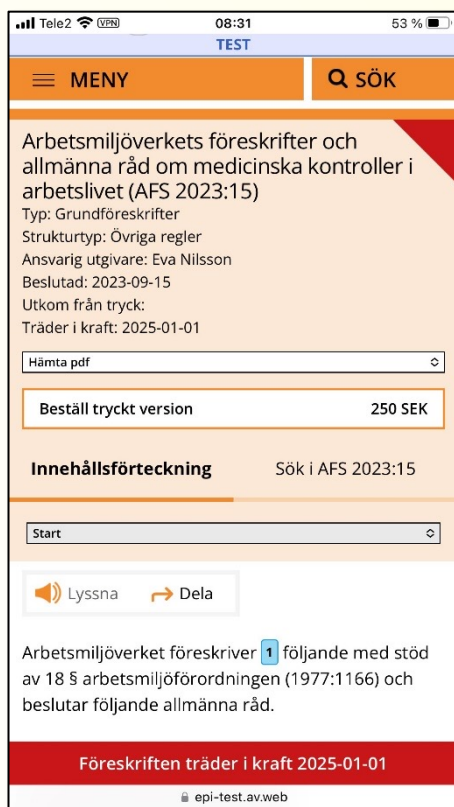 Tele2 VPN 08:31 53 %
TEST
MENY
SÖK
Arbetsmiljöverkets föreskrifter och
allmänna råd om medicinska kontroller i
arbetslivet (AFS 2023:15)
Typ: Grundföreskrifter
Strukturtyp: Övriga regler
Ansvarig utgivare: Eva Nilsson
Beslutad: 2023-09-15
Utkom från tryck:
Träder i kraft: 2025-01-01
Hämta pdf
Beställ tryckt version 250 SEK
Innehållsförteckning Sök i AFS 2023:15
Start
Lyssna Dela
Arbetsmiljöverket föreskriver 1 följande med stöd
av 18 § arbetsmiljöförordningen (1977:1166) och
beslutar följande allmänna råd.
Föreskriften träder i kraft 2025-01-01
epi-test.av.web